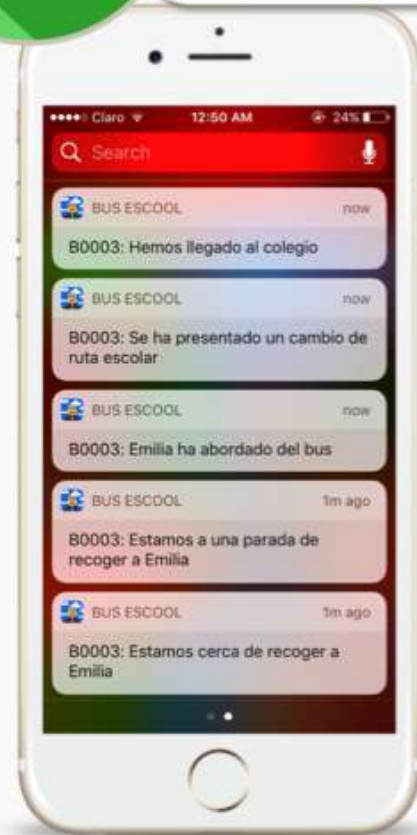 Claro 12:50 AM 24%
Search
BUS ESCOOL now
B0003: Hemos llegado al colegio
BUS ESCOOL now
B0003: Se ha presentado un cambio de
ruta escolar
BUS ESCOOL now
B0003: Emilia ha abordado del bus
BUS ESCOOL 1m ago
B0003: Estamos a una parada de
recoger a Emilia
BUS ESCOOL 1m ago
B0003: Estamos cerca de recoger a
Emilia